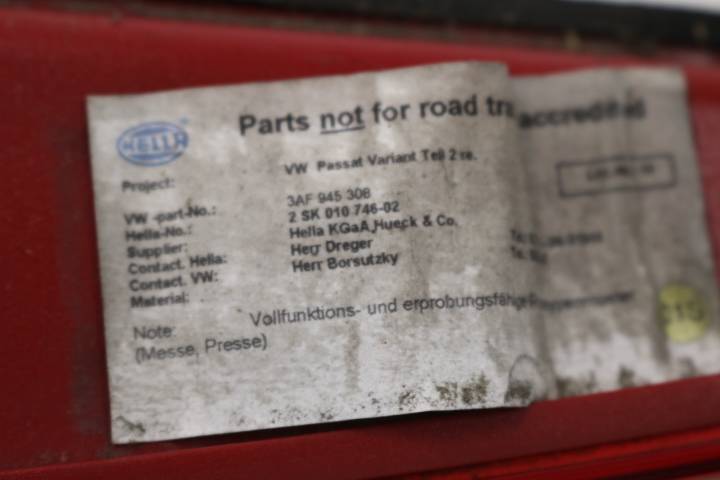 HELLA
Parts not for road tra accredited
Project: VW Passat Variant Teil 2 re.
VW -part-No.: 3AF 945 308
Hella-No.: 2 SK 010 746-02
Supplier: Hella KGaA Hueck & Co.
Contact. Hella: Herr Dreger
Contact. VW: Herr Borsutzky
Material:
Note: Vollfunktions- und erprobungsfähige
(Messe, Presse)